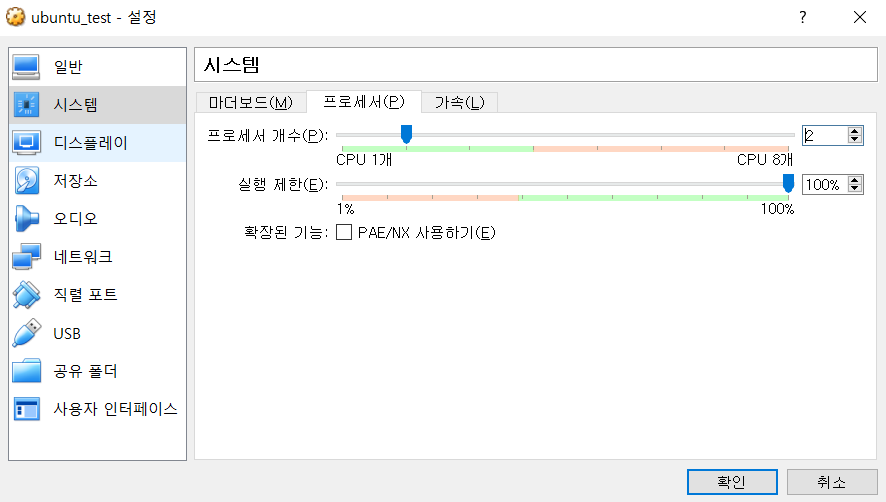 ubuntu_test - 설정
?
일반
시스템
디스플레이
저장소
오디오
네트워크
직렬 포트
USB
공유 폴더
사용자 인터페이스
시스템
마더보드(M) 프로세서(P) 가속(L)
프로세서 개수(P): 2
CPU 1개 CPU 8개
실행 제한(E): 100%
1% 100%
확장된 기능: PAE/NX 사용하기(E)
확인 취소